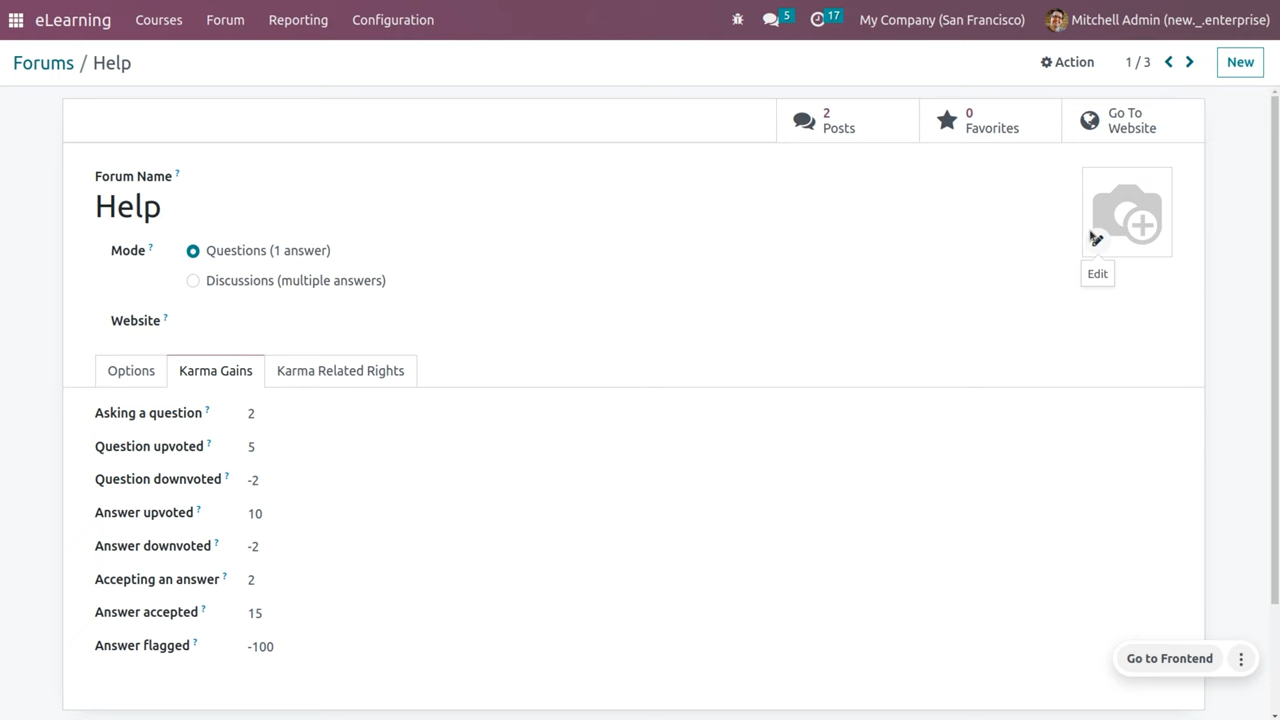 eLearning Courses Forum Reporting Configuration 5 17 My Company (San Francisco) Mitchell Admin (new._.enterprise)
Forums / Help Action 1 / 3 New
2 Posts 0 Favorites Go To Website
Forum Name ?
Help
Mode ? Questions (1 answer)
Discussions (multiple answers)
Edit
Website ?
Options Karma Gains Karma Related Rights
Asking a question ? 2
Question upvoted ? 5
Question downvoted ? -2
Answer upvoted ? 10
Answer downvoted ? -2
Accepting an answer ? 2
Answer accepted ? 15
Answer flagged ? -100
Go to Frontend